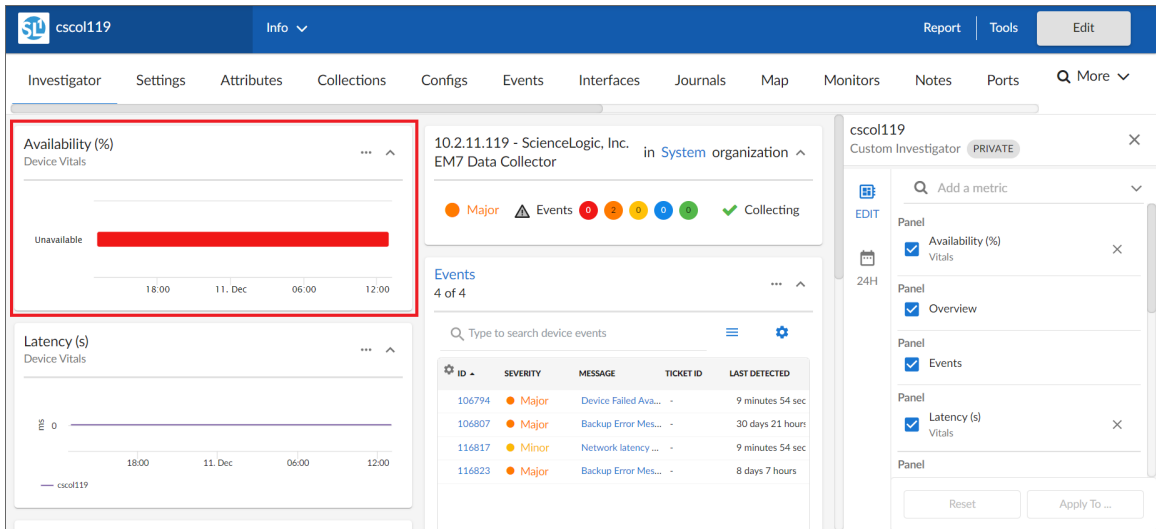 SL1 cscol119
Info
Report
Tools
Edit
Investigator
Settings
Attributes
Collections
Configs
Events
Interfaces
Journals
Map
Monitors
Notes
Ports
More
Availability (%)
Device Vitals
Unavailable
18:00
11. Dec
06:00
12:00
Latency (s)
Device Vitals
ms
0
18:00
11. Dec
06:00
12:00
cscol119
10.2.11.119 - ScienceLogic, Inc.
EM7 Data Collector
in System organization
Major
Events 0 2 0 0 0
Collecting
Events
4 of 4
Type to search device events
ID SEVERITY MESSAGE TICKET ID LAST DETECTED
106794 Major Device Failed Ava... - 9 minutes 54 sec
106807 Major Backup Error Mes... - 30 days 21 hours
116817 Minor Network latency ... - 9 minutes 54 sec
116823 Major Backup Error Mes... - 8 days 7 hours
cscol119
Custom Investigator PRIVATE
EDIT
24H
Add a metric
Panel
Availability (%)
Vitals
Panel
Overview
Panel
Events
Panel
Latency (s)
Vitals
Panel
Reset
Apply To ...